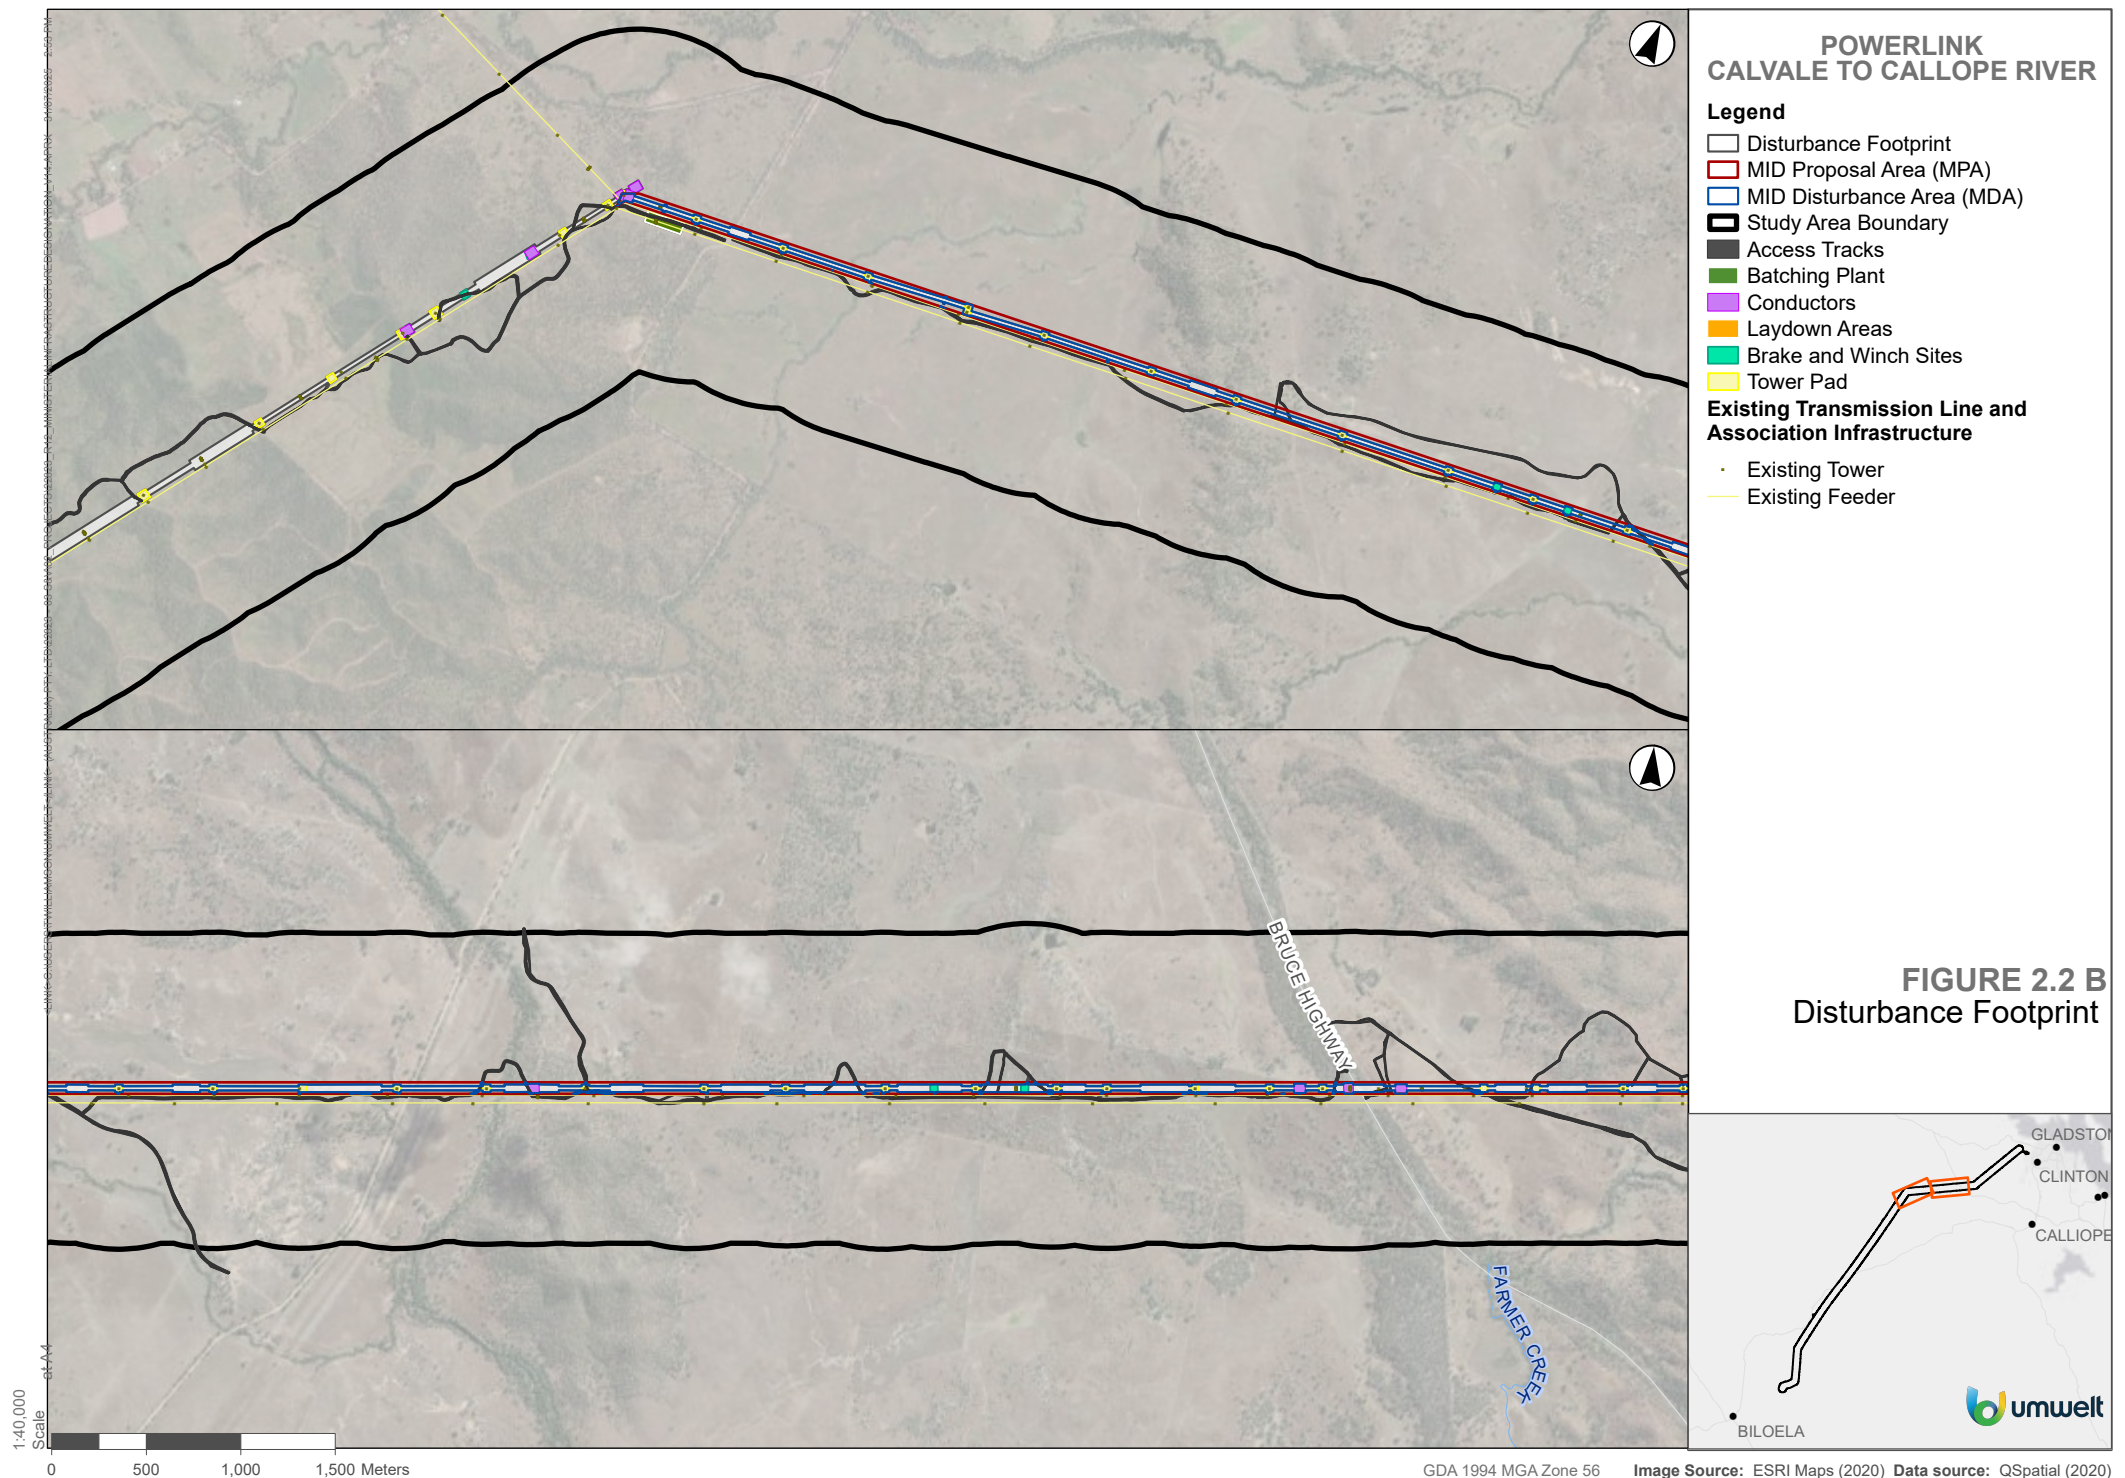 POWERLINK
CALVALE TO CALLOPE RIVER
Legend
Disturbance Footprint
MID Proposal Area (MPA)
MID Disturbance Area (MDA)
Study Area Boundary
Access Tracks
Batching Plant
Conductors
Laydown Areas
Brake and Winch Sites
Tower Pad
Existing Transmission Line and
Association Infrastructure
Existing Tower
Existing Feeder
BRUCE HIGHWAY
FARMER CREEK
FIGURE 2.2 B
Disturbance Footprint
GLADSTON
CLINTON
CALLIOPE
BILOELA
umwelt
1:40,000
Scale
at A4
0 500 1,000 1,500 Meters
GDA 1994 MGA Zone 56 Image Source: ESRI Maps (2020) Data source: QSpatial (2020)